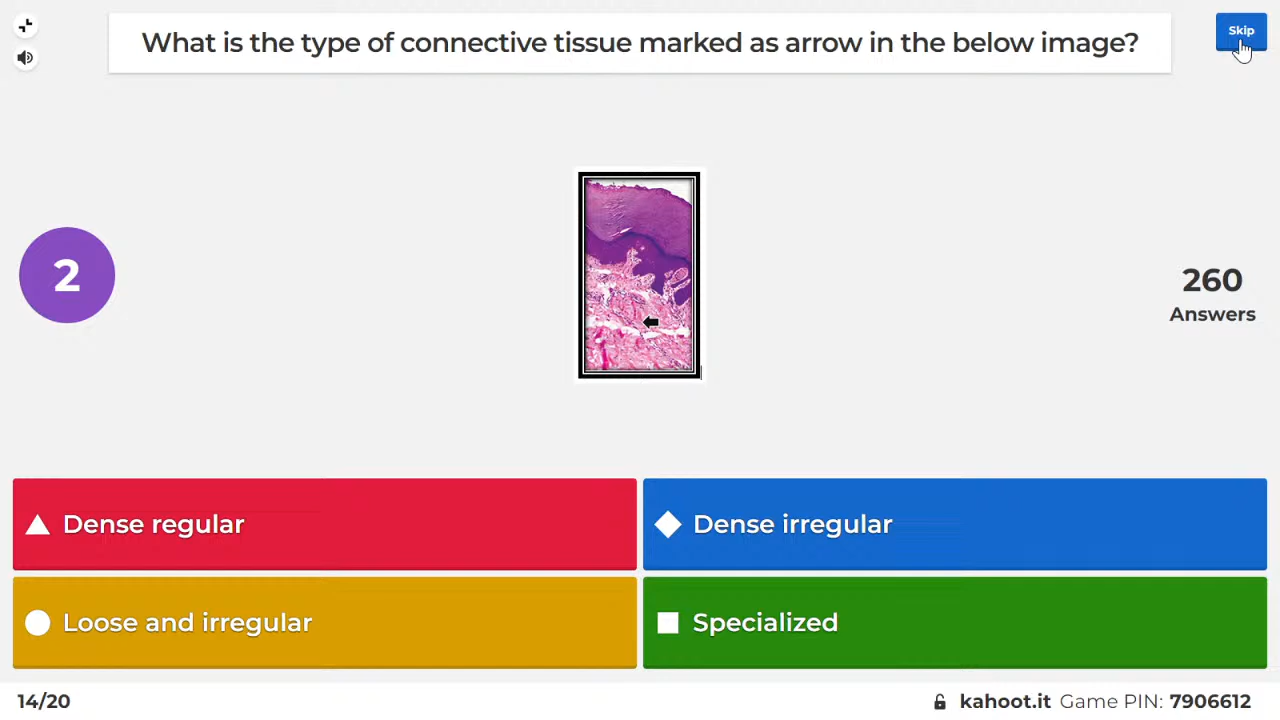 What is the type of connective tissue marked as arrow in the below image?
Skip
2
260
Answers
Dense regular
Dense irregular
Loose and irregular
Specialized
14/20
kahoot.it Game PIN: 7906612